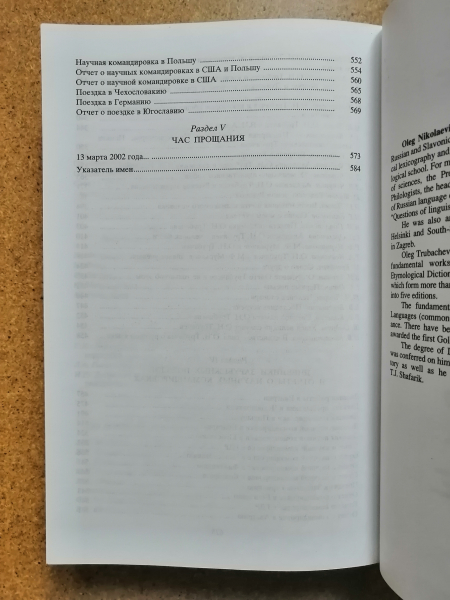 Научная командировка в Польшу 552
Отчет о научных командировках в США и Польшу 554
Отчет о научной командировке в США 560
Поездка в Чехословакию 565
Поездка в Германию 568
Отчет о поездке в Югославию 569
Раздел V
ЧАС ПРОЩАНИЯ
13 марта 2002 года... 573
Указатель имен 584
Oleg Nikolaevi
Russian and Slavonic
cal lexicography and
logical school. For m
of sciences, the Pr
Philologists, the head
of Russian language
"Questions of linguis
He was also an
Helsinki and South-
in Zagreb.
Oleg Trubachev
fundamental works
Etymological Diction
which form more than
into five editions.
The fundament
Languages (common
ance. There have be
awarded the first Gol
The degree of
was conferred on him
tory as well as he
T.J. Shafarik.